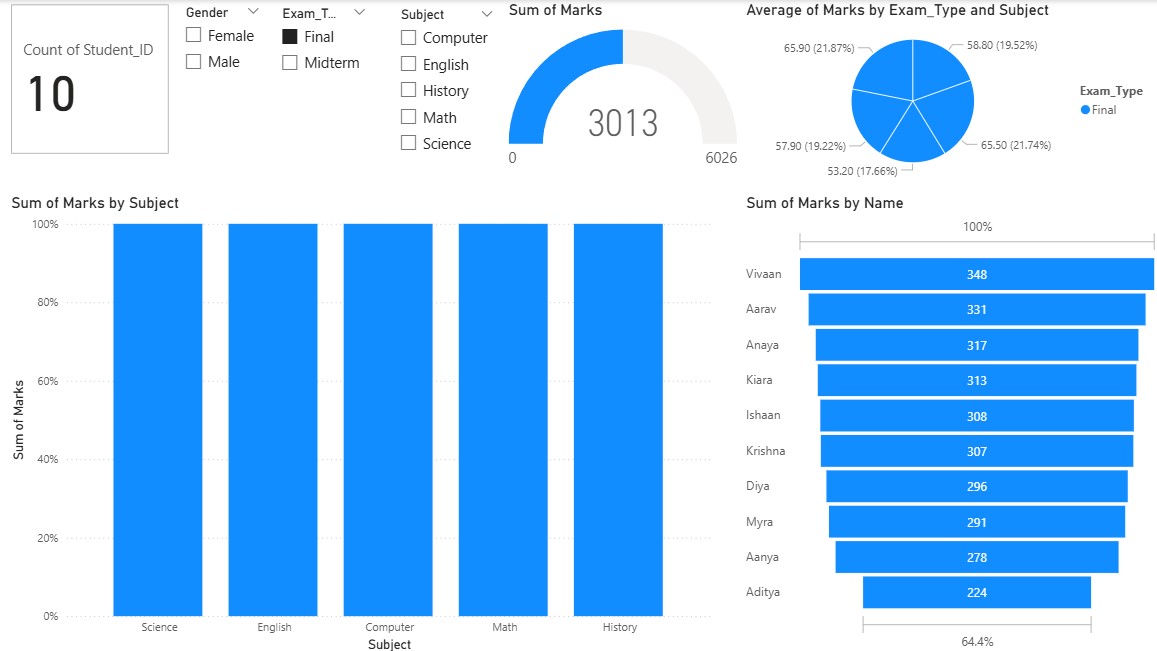 Count of Student_ID
10
Gender
Female
Male
Exam_T...
Final
Midterm
Subject
Computer
English
History
Math
Science
Sum of Marks
3013
0
6026
Average of Marks by Exam_Type and Subject
65.90 (21.87%)
58.80 (19.52%)
57.90 (19.22%)
65.50 (21.74%)
53.20 (17.66%)
Exam_Type
Final
Sum of Marks by Subject
100%
80%
60%
40%
20%
0%
Sum of Marks
Science
English
Computer
Math
History
Subject
Sum of Marks by Name
100%
Vivaan 348
Aarav 331
Anaya 317
Kiara 313
Ishaan 308
Krishna 307
Diya 296
Myra 291
Aanya 278
Aditya 224
64.4%